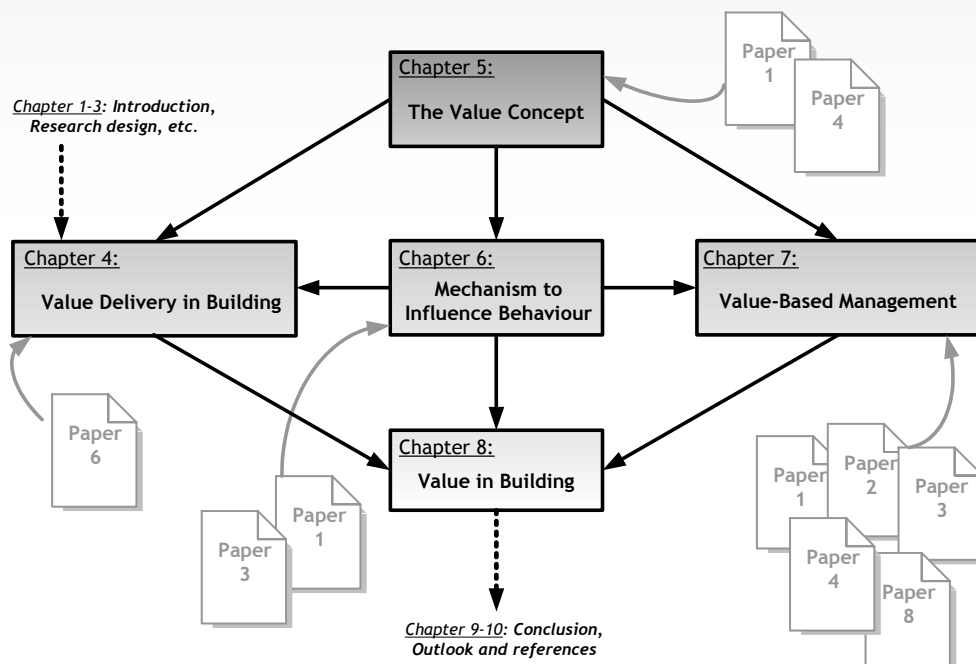 Chapter 5:
The Value Concept
Paper
1
Paper
4
Chapter 1-3: Introduction,
Research design, etc.
Chapter 4:
Value Delivery in Building
Chapter 6:
Mechanism to
Influence Behaviour
Chapter 7:
Value-Based Management
Paper
6
Chapter 8:
Value in Building
Paper
3
Paper
1
Paper
1
Paper
2
Paper
3
Paper
4
Paper
8
Chapter 9-10: Conclusion,
Outlook and references